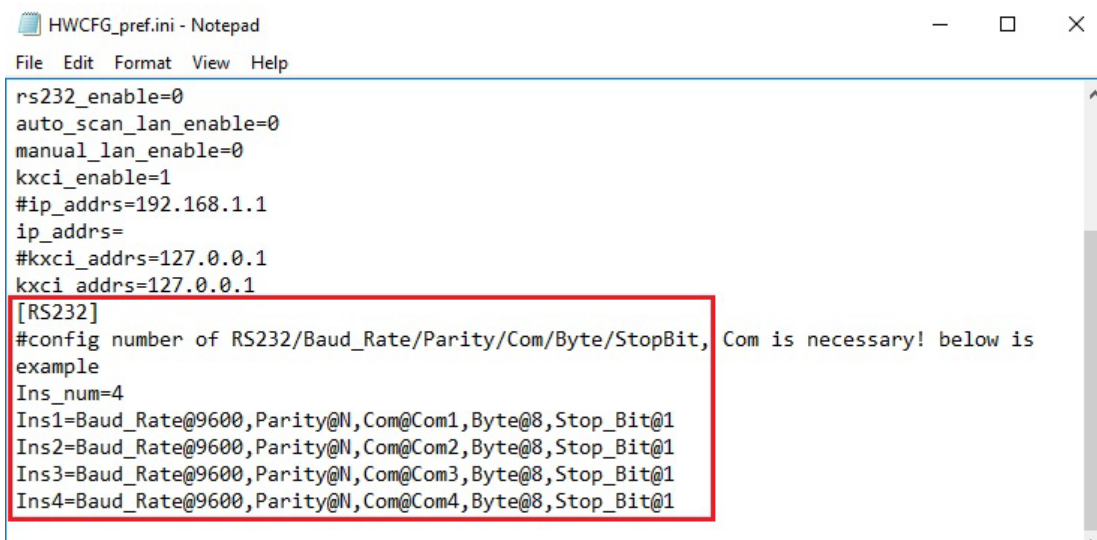 HWCFG_pref.ini - Notepad
File Edit Format View Help
rs232_enable=0
auto_scan_lan_enable=0
manual_lan_enable=0
kxci_enable=1
#ip_addrs=192.168.1.1
ip_addrs=
#kxci_addrs=127.0.0.1
kxci_addrs=127.0.0.1
[RS232]
#config number of RS232/Baud_Rate/Parity/Com/Byte/StopBit, Com is necessary! below is
example
Ins_num=4
Ins1=Baud_Rate@9600,Parity@N,Com@Com1,Byte@8,Stop_Bit@1
Ins2=Baud_Rate@9600,Parity@N,Com@Com2,Byte@8,Stop_Bit@1
Ins3=Baud_Rate@9600,Parity@N,Com@Com3,Byte@8,Stop_Bit@1
Ins4=Baud_Rate@9600,Parity@N,Com@Com4,Byte@8,Stop_Bit@1